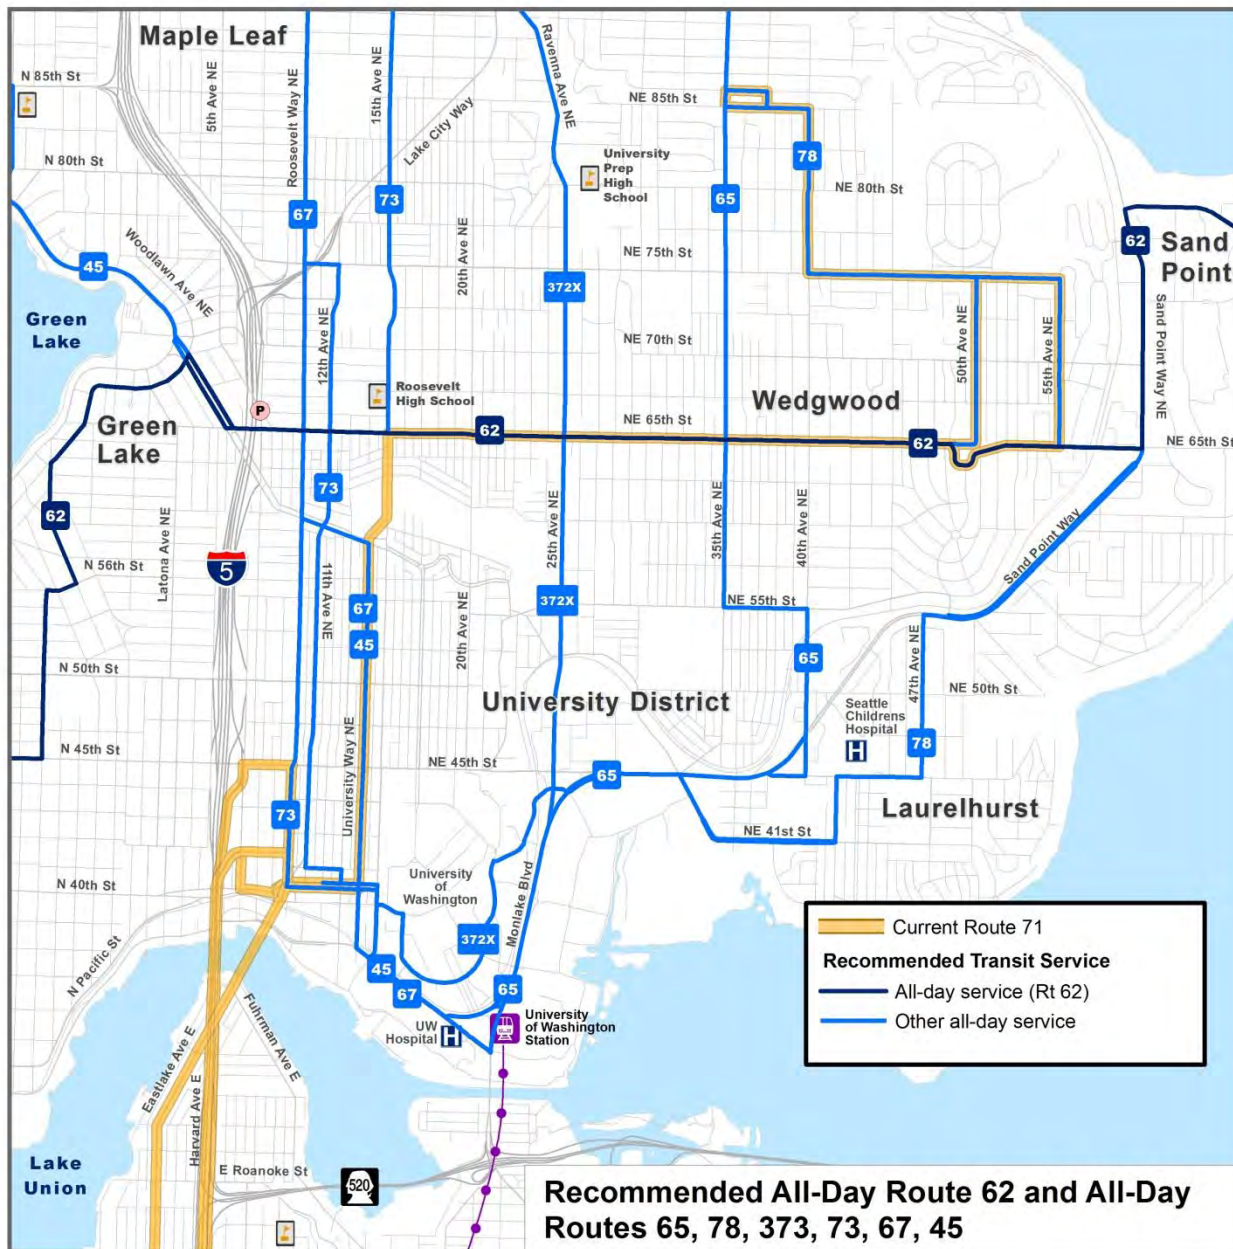 Maple Leaf
N 85th St
5th Ave NE
Roosevelt Way NE
15th Ave NE
Lake City Way
Ravenna Ave NE
NE 85th St
N 80th St
University
Prep
High
School
78
NE 80th St
67
73
65
20th Ave NE
NE 75th St
62
Sand
Point
45
Woodlawn Ave NE
372X
Green
Lake
12th Ave NE
NE 70th St
50th Ave NE
55th Ave NE
Sand Point Way NE
Roosevelt
High School
Wedgwood
P
NE 65th St
62
62
NE 65th St
Green
Lake
62
73
25th Ave NE
35th Ave NE
40th Ave NE
Sand Point Way
Latona Ave NE
N 56th St
5
11th Ave NE
67
45
20th Ave NE
372X
NE 55th St
65
47th Ave NE
N 50th St
NE 50th St
University District
Seattle
Childrens
Hospital
H
78
N 45th St
NE 45th St
65
University Way NE
73
Laurelhurst
NE 41st St
N 40th St
University
of
Washington
Monlake Blvd
372X
N Pacific St
45
67
65
UW
Hospital
H
University
of Washington
Station
Fuhrman Ave E
Eastlake Ave E
Harvard Ave E
Lake
Union
E Roanoke St
520
Current Route 71
Recommended Transit Service
All-day service (Rt 62)
Other all-day service
Recommended All-Day Route 62 and All-Day
Routes 65, 78, 373, 73, 67, 45